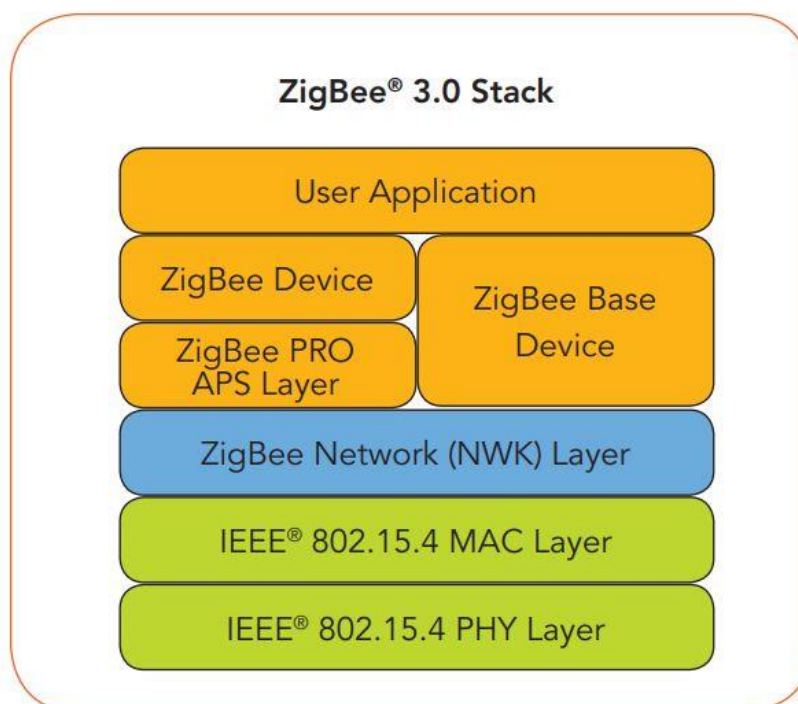 ZigBee® 3.0 Stack
User Application
ZigBee Device
ZigBee PRO
APS Layer
ZigBee Base
Device
ZigBee Network (NWK) Layer
IEEE® 802.15.4 MAC Layer
IEEE® 802.15.4 PHY Layer